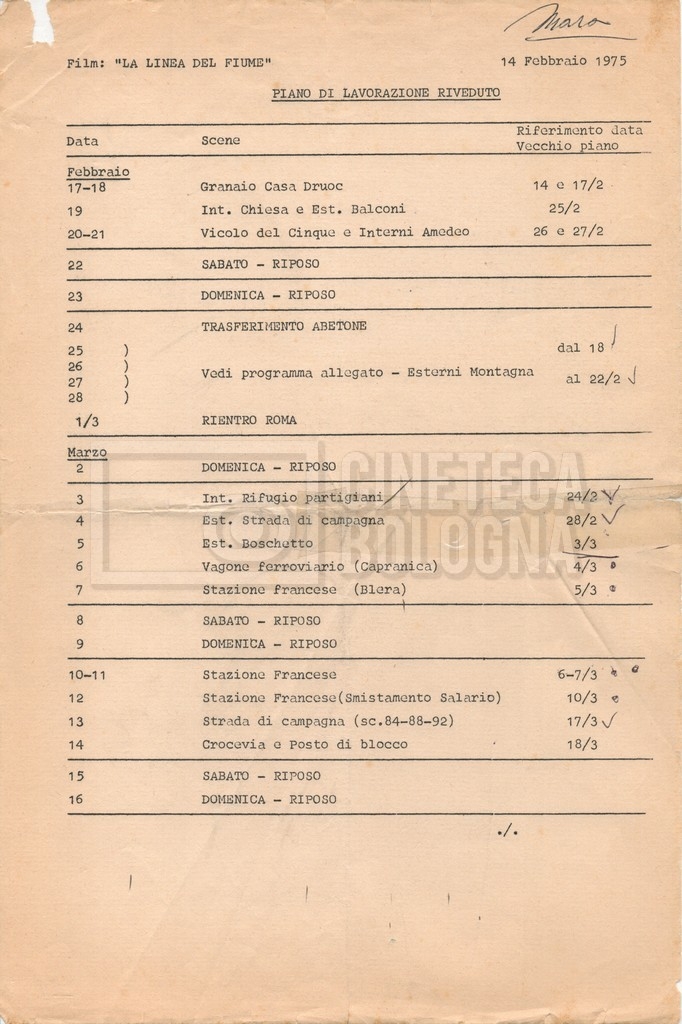 Maro
Film: "LA LINEA DEL FIUME" 14 Febbraio 1975
PIANO DI LAVORAZIONE RIVEDUTO
Data Scene Riferimento data
Vecchio piano
Febbraio
17-18 Granaio Casa Druoc 14 e 17/2
19 Int. Chiesa e Est. Balconi 25/2
20-21 Vicolo del Cinque e Interni Amedeo 26 e 27/2
22 SABATO - RIPOSO
23 DOMENICA - RIPOSO
24 TRASFERIMENTO ABETONE
25 ) dal 18
26 )
27 ) Vedi programma allegato - Esterni Montagna al 22/2
28 )
1/3 RIENTRO ROMA
Marzo
2 DOMENICA - RIPOSO
3 Int. Rifugio partigiani 24/2
4 Est. Strada di campagna 28/2
5 Est. Boschetto 3/3
6 Vagone ferroviario (Capranica) 4/3
7 Stazione francese (Blera) 5/3
8 SABATO - RIPOSO
9 DOMENICA - RIPOSO
10-11 Stazione Francese 6-7/3
12 Stazione Francese(Smistamento Salario) 10/3
13 Strada di campagna (sc.84-88-92) 17/3
14 Crocevia e Posto di blocco 18/3
15 SABATO - RIPOSO
16 DOMENICA - RIPOSO
./.
CINETECA
BOLOGNA